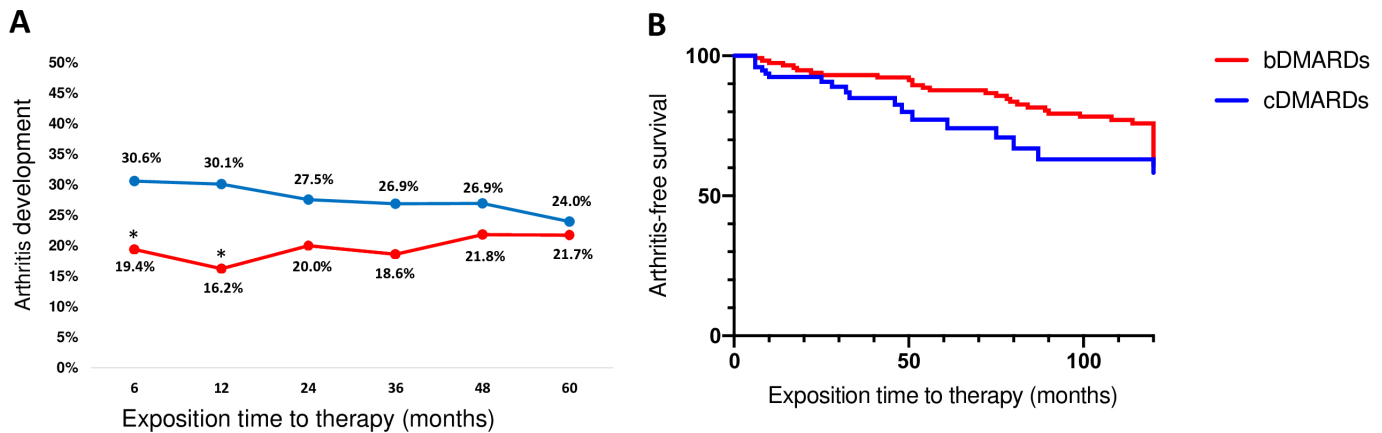 A
50%
45%
40%
35%
30%
25%
20%
15%
10%
5%
0%
Arthritis development
30.6%
30.1%
27.5%
26.9%
26.9%
24.0%
*
*
19.4%
16.2%
20.0%
18.6%
21.8%
21.7%
6 12 24 36 48 60
Exposition time to therapy (months)
B
100
50
0
Arthritis-free survival
0 50 100
Exposition time to therapy (months)
bDMARDs
cDMARDs